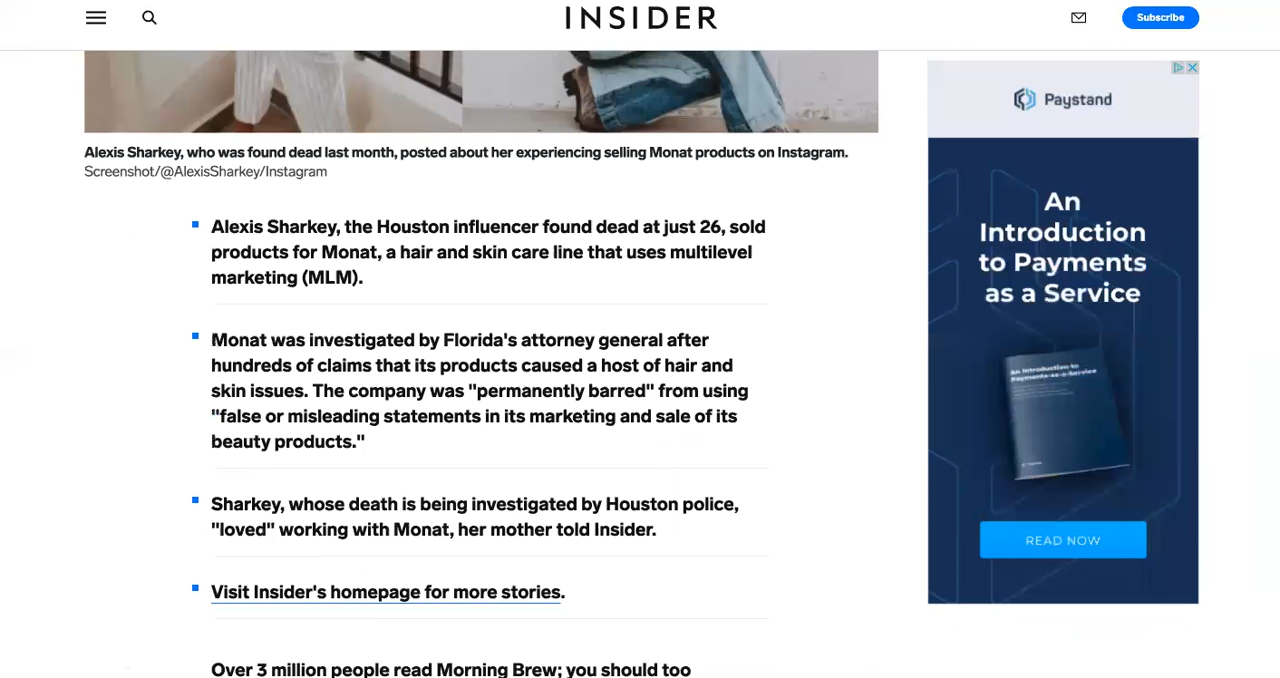 INSIDER
Subscribe
Alexis Sharkey, who was found dead last month, posted about her experiencing selling Monat products on Instagram.
Screenshot/@AlexisSharkey/Instagram
Alexis Sharkey, the Houston influencer found dead at just 26, sold
products for Monat, a hair and skin care line that uses multilevel
marketing (MLM).
Monat was investigated by Florida's attorney general after
hundreds of claims that its products caused a host of hair and
skin issues. The company was "permanently barred" from using
"false or misleading statements in its marketing and sale of its
beauty products."
Sharkey, whose death is being investigated by Houston police,
"loved" working with Monat, her mother told Insider.
Visit Insider's homepage for more stories.
Over 3 million people read Morning Brew; you should too
Paystand
An
Introduction
to Payments
as a Service
An Introduction to
Payments-as-a-Service
READ NOW